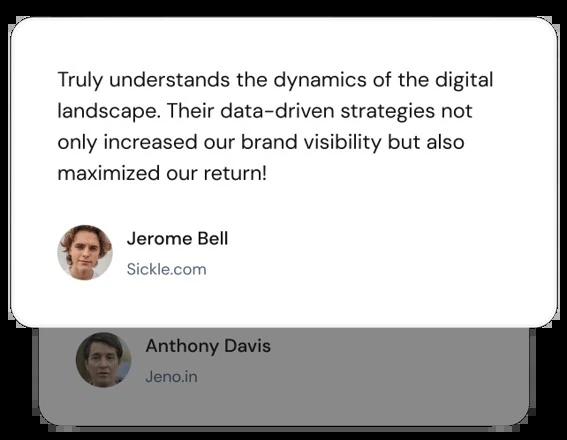 Truly understands the dynamics of the digital
landscape. Their data-driven strategies not
only increased our brand visibility but also
maximized our return!
Jerome Bell
Sickle.com
Anthony Davis
Jeno.in